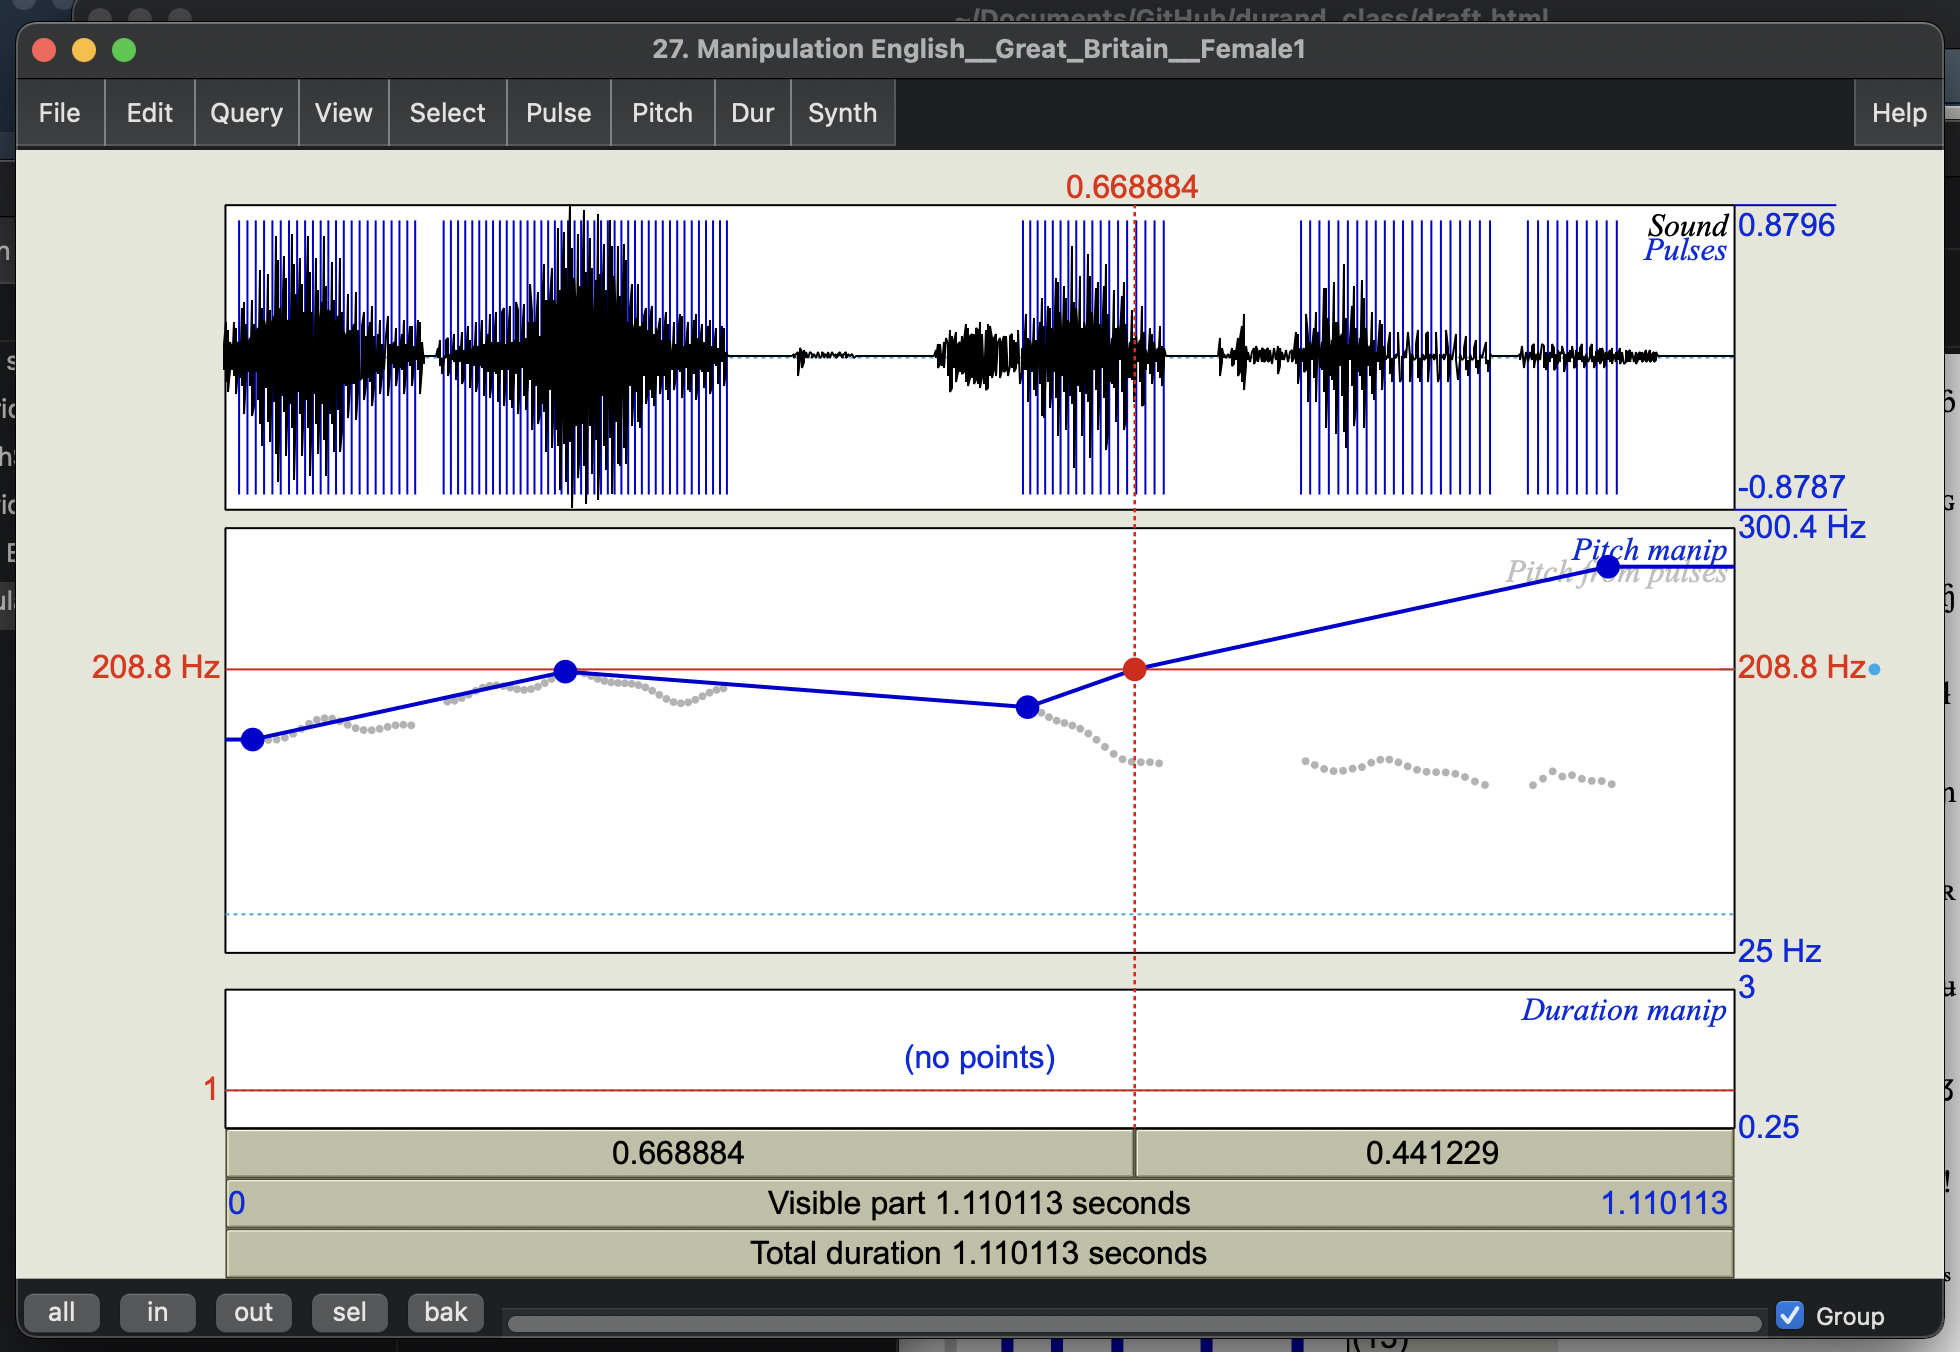 ~/Documents/GitHub/durand_class/draft.html
27. Manipulation English__Great_Britain__Female1
File Edit Query View Select Pulse Pitch Dur Synth Help
0.668884
Sound
Pulses
0.8796
-0.8787
300.4 Hz
Pitch manip
Pitch from pulses
208.8 Hz
208.8 Hz
25 Hz
3
Duration manip
(no points)
1
0.25
0.668884 0.441229
0 Visible part 1.110113 seconds 1.110113
Total duration 1.110113 seconds
all in out sel bak Group